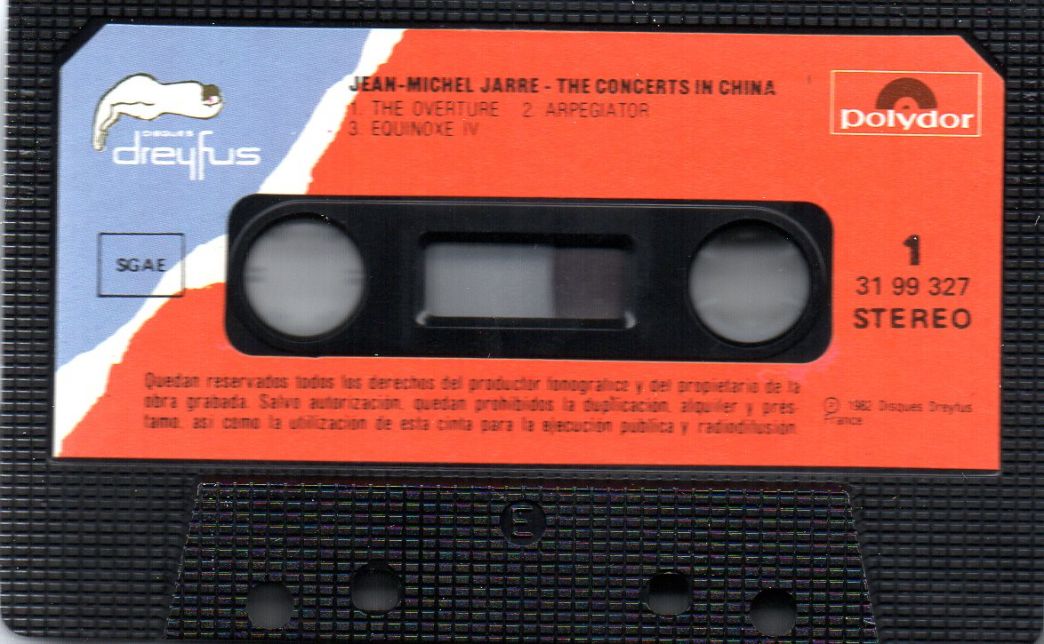 JEAN-MICHEL JARRE - THE CONCERTS IN CHINA
1. THE OVERTURE 2. ARPEGIATOR
3. EQUINOXE IV
DISQUES
dreyfus
polydor
SGAE
1
31 99 327
STEREO
Quedan reservados todos los derechos del productor fonográfico y del propietario de la
obra grabada. Salvo autorización, quedan prohibidos la duplicación, alquiler y prés-
tamo, así como la utilización de esta cinta para la ejecución pública y radiodifusión.
℗ 1982 Disques Dreyfus
France
E